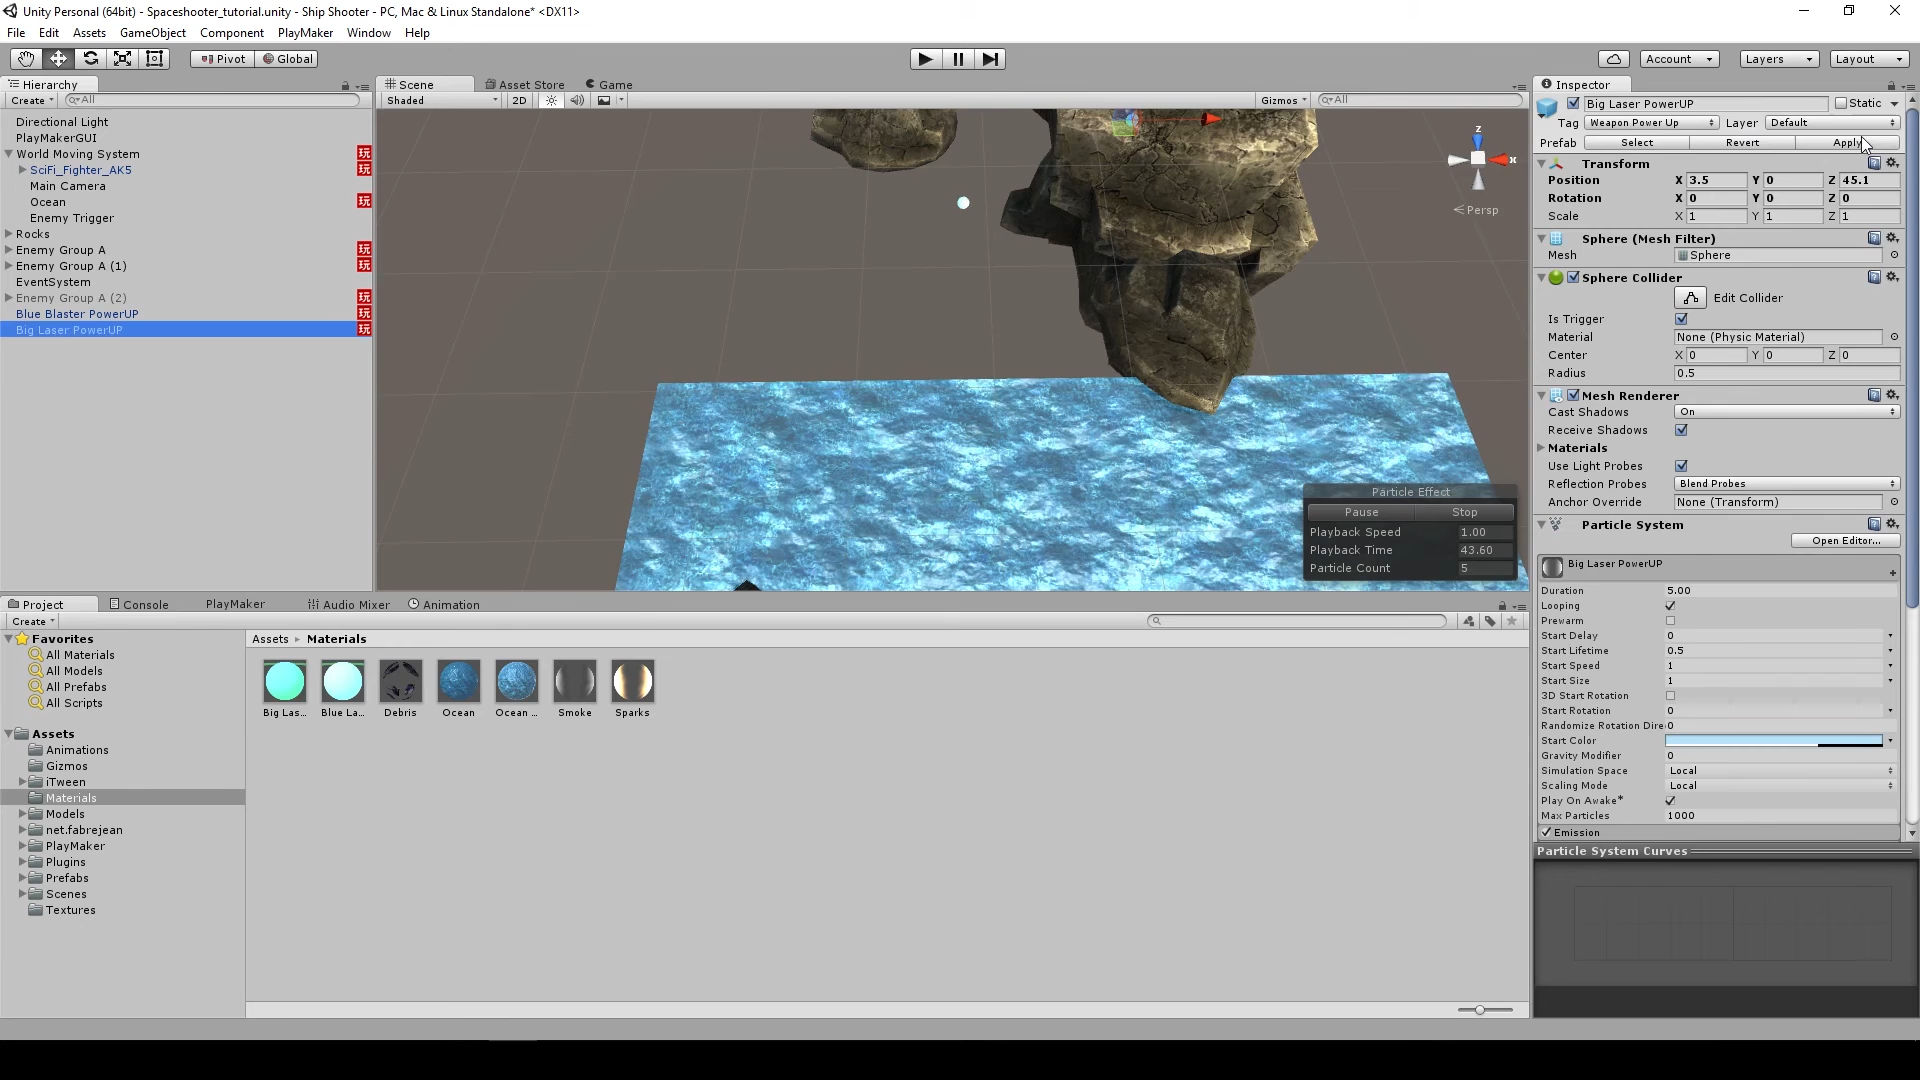 Unity Personal (64bit) - Spaceshooter_tutorial.unity - Ship Shooter - PC, Mac & Linux Standalone* <DX11>
File Edit Assets GameObject Component PlayMaker Window Help
Pivot Global Account Layers Layout
Hierarchy
Create All
Directional Light
PlayMakerGUI
World Moving System 玩
SciFi_Fighter_AK5 玩
Main Camera
Ocean 玩
Enemy Trigger
Rocks
Enemy Group A 玩
Enemy Group A (1) 玩
EventSystem
Enemy Group A (2) 玩
Blue Blaster PowerUP 玩
Big Laser PowerUP 玩
Scene Asset Store Game
Shaded 2D Gizmos All
z
x
Persp
Particle Effect
Pause Stop
Playback Speed 1.00
Playback Time 43.60
Particle Count 5
Inspector
Big Laser PowerUP Static
Tag Weapon Power Up Layer Default
Prefab Select Revert Apply
Transform
Position X 3.5 Y 0 Z 45.1
Rotation X 0 Y 0 Z 0
Scale X 1 Y 1 Z 1
Sphere (Mesh Filter)
Mesh Sphere
Sphere Collider
Edit Collider
Is Trigger
Material None (Physic Material)
Center X 0 Y 0 Z 0
Radius 0.5
Mesh Renderer
Cast Shadows On
Receive Shadows
Materials
Use Light Probes
Reflection Probes Blend Probes
Anchor Override None (Transform)
Particle System
Open Editor...
Big Laser PowerUP
Duration 5.00
Looping
Prewarm
Start Delay 0
Start Lifetime 0.5
Start Speed 1
Start Size 1
3D Start Rotation
Start Rotation 0
Randomize Rotation Dire 0
Start Color
Gravity Modifier 0
Simulation Space Local
Scaling Mode Local
Play On Awake*
Max Particles 1000
Emission
Particle System Curves
Project Console PlayMaker Audio Mixer Animation
Create
Favorites
All Materials
All Models
All Prefabs
All Scripts
Assets
Animations
Gizmos
iTween
Materials
Models
net.fabrejean
PlayMaker
Plugins
Prefabs
Scenes
Textures
Assets Materials
Big Las... Blue La... Debris Ocean Ocean ... Smoke Sparks